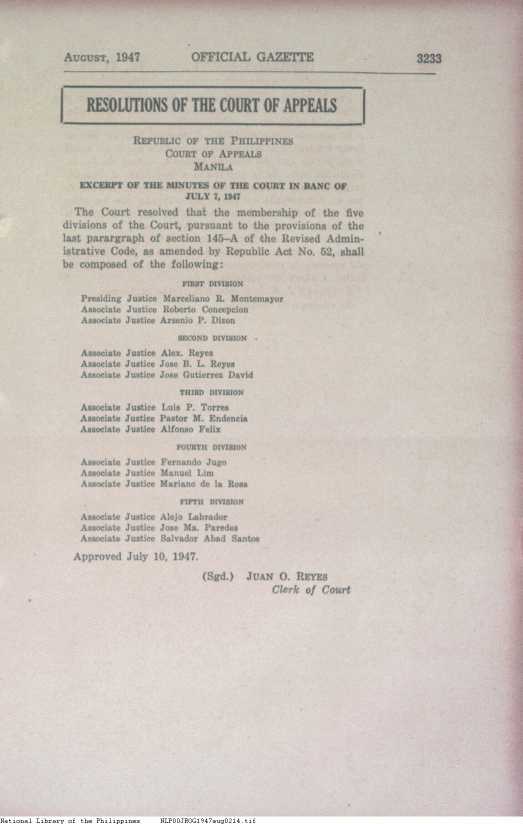 AUGUST, 1947 OFFICIAL GAZETTE 3233
RESOLUTIONS OF THE COURT OF APPEALS
REPUBLIC OF THE PHILIPPINES
COURT OF APPEALS
MANILA
EXCERPT OF THE MINUTES OF THE COURT IN BANC OF
JULY 7, 1947
The Court resolved that the membership of the five
divisions of the Court, pursuant to the provisions of the
last parargraph of section 145–A of the Revised Admin-
istrative Code, as amended by Republic Act No. 52, shall
be composed of the following:
FIRST DIVISION
Presiding Justice Marceliano R. Montemayor
Associate Justice Roberto Concepcion
Associate Justice Arsenio P. Dizon
SECOND DIVISION
Associate Justice Alex. Reyes
Associate Justice Jose B. L. Reyes
Associate Justice Jose Gutierrez David
THIRD DIVISION
Associate Justice Luis P. Torres
Associate Justice Pastor M. Endencia
Associate Justice Alfonso Felix
FOURTH DIVISION
Associate Justice Fernando Jugo
Associate Justice Manuel Lim
Associate Justice Mariano de la Rosa
FIFTH DIVISION
Associate Justice Alejo Labrador
Associate Justice Jose Ma. Paredes
Associate Justice Salvador Abad Santos
Approved July 10, 1947.
(Sgd.) JUAN O. REYES
Clerk of Court
National Library of the Philippines NLP00JROG1947aug0214.tif